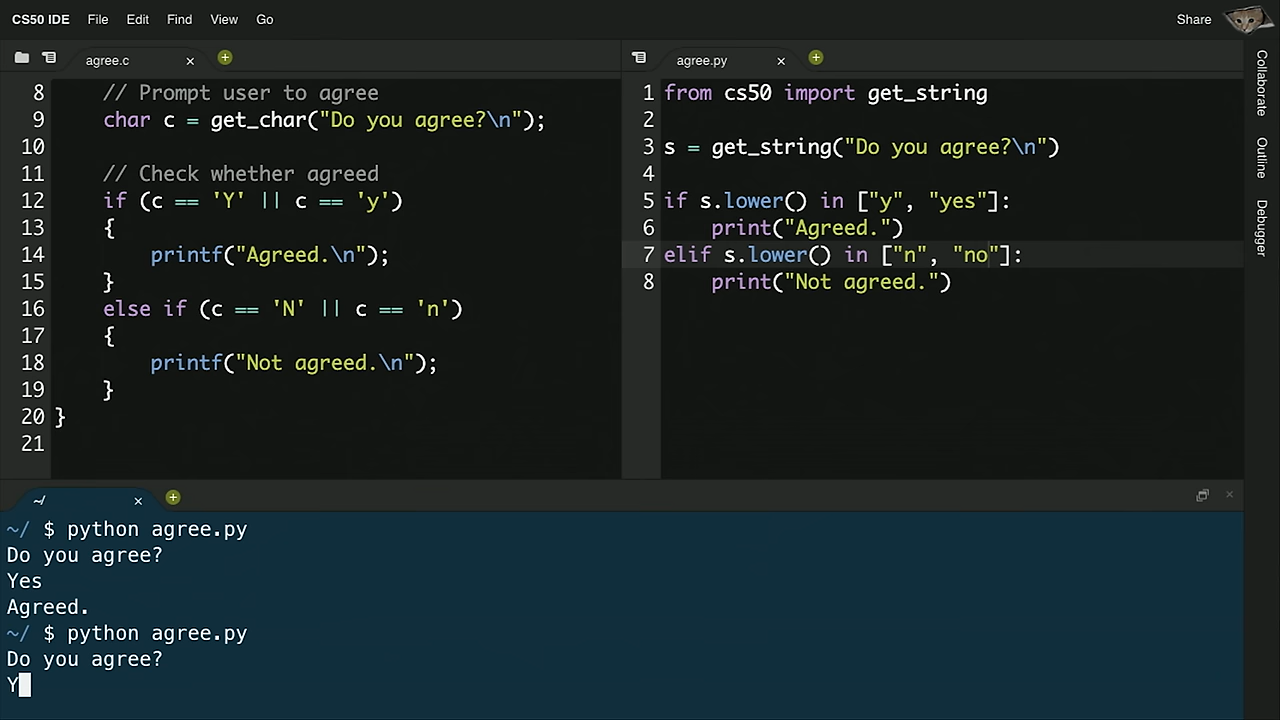 CS50 IDE File Edit Find View Go Share
agree.c
8 // Prompt user to agree
9 char c = get_char("Do you agree?\n");
10
11 // Check whether agreed
12 if (c == 'Y' || c == 'y')
13 {
14 printf("Agreed.\n");
15 }
16 else if (c == 'N' || c == 'n')
17 {
18 printf("Not agreed.\n");
19 }
20 }
21
agree.py
1 from cs50 import get_string
2
3 s = get_string("Do you agree?\n")
4
5 if s.lower() in ["y", "yes"]:
6 print("Agreed.")
7 elif s.lower() in ["n", "no"]:
8 print("Not agreed.")
Collaborate
Outline
Debugger
~/
~/ $ python agree.py
Do you agree?
Yes
Agreed.
~/ $ python agree.py
Do you agree?
Y